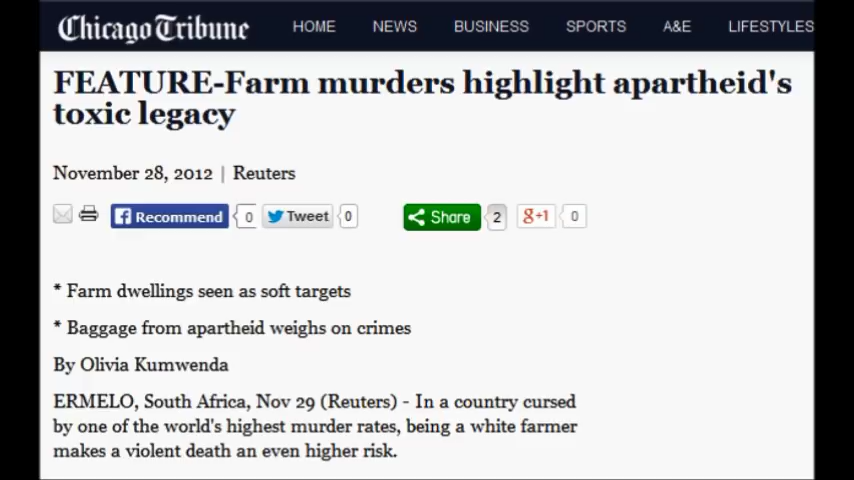 Chicago Tribune HOME NEWS BUSINESS SPORTS A&E LIFESTYLES
FEATURE-Farm murders highlight apartheid's
toxic legacy
November 28, 2012 | Reuters
Recommend 0 Tweet 0 Share 2 g+1 0
* Farm dwellings seen as soft targets
* Baggage from apartheid weighs on crimes
By Olivia Kumwenda
ERMELO, South Africa, Nov 29 (Reuters) - In a country cursed
by one of the world's highest murder rates, being a white farmer
makes a violent death an even higher risk.